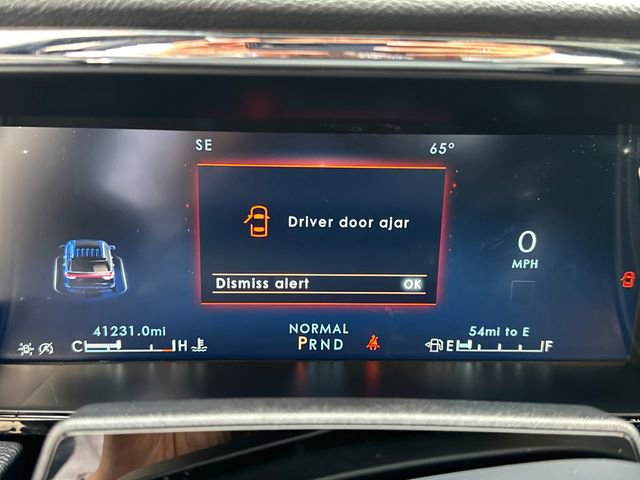 SE 65°
Driver door ajar
Dismiss alert OK
0
MPH
41231.0mi
C H
NORMAL
PRND
54mi to E
E F